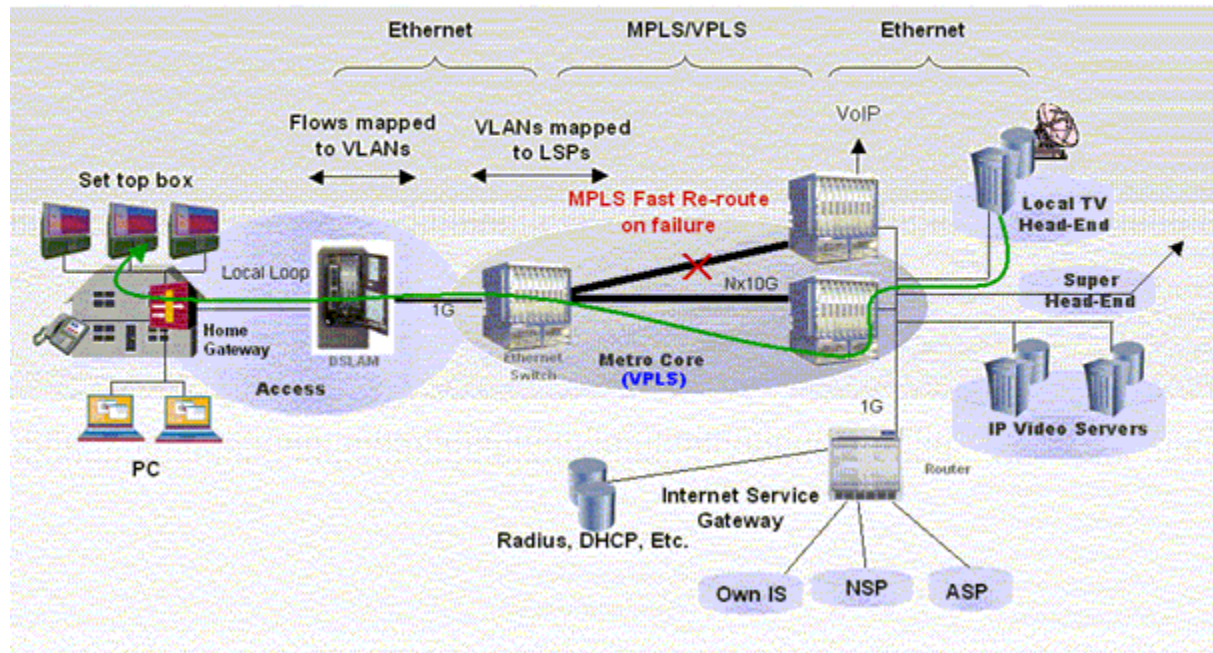 Ethernet
MPLS/VPLS
Ethernet
Flows mapped
to VLANs
VLANs mapped
to LSPs
VoIP
Set top box
MPLS Fast Re-route
on failure
Local TV
Head-End
Local Loop
1G
Nx10G
Super
Head-End
Home
Gateway
DSLAM
Ethernet
Switch
Metro Core
(VPLS)
Access
1G
IP Video Servers
PC
Router
Internet Service
Gateway
Radius, DHCP, Etc.
Own IS
NSP
ASP